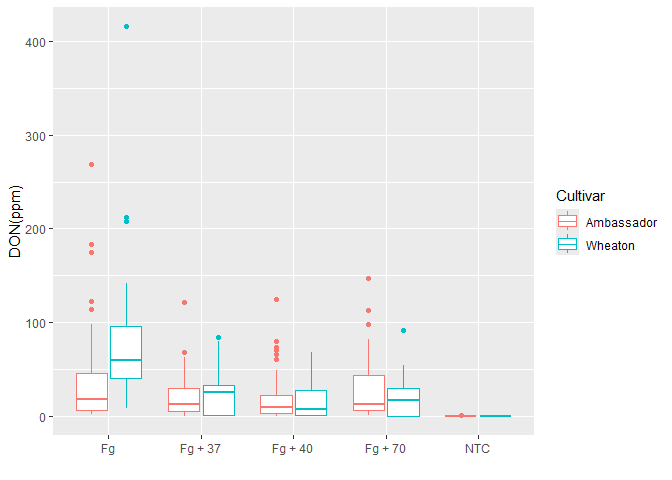 400
300
200
100
0
DON(ppm)
Fg
Fg + 37
Fg + 40
Fg + 70
NTC
Cultivar
Ambassador
Wheaton